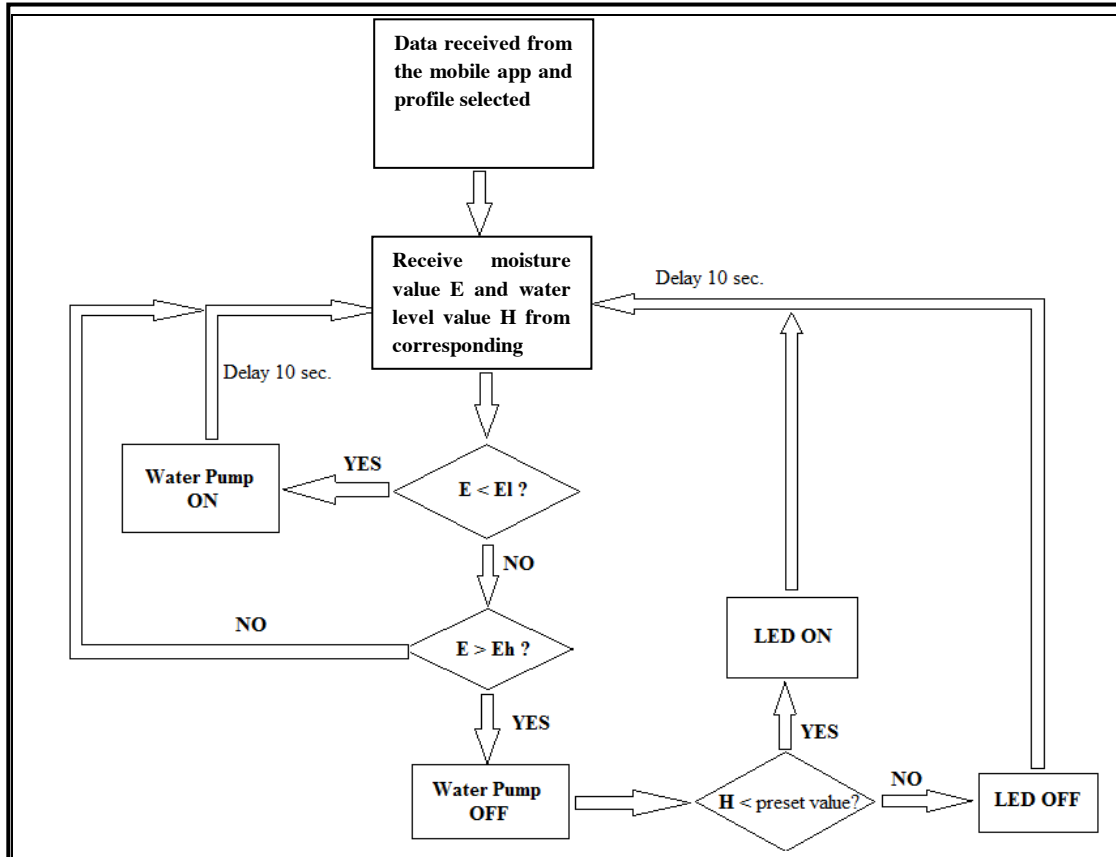 Data received from
the mobile app and
profile selected
Receive moisture
value E and water
level value H from
corresponding
Delay 10 sec.
Delay 10 sec.
YES
Water Pump
ON
E < El ?
NO
NO
E > Eh ?
LED ON
YES
YES
Water Pump
OFF
H < preset value?
NO
LED OFF